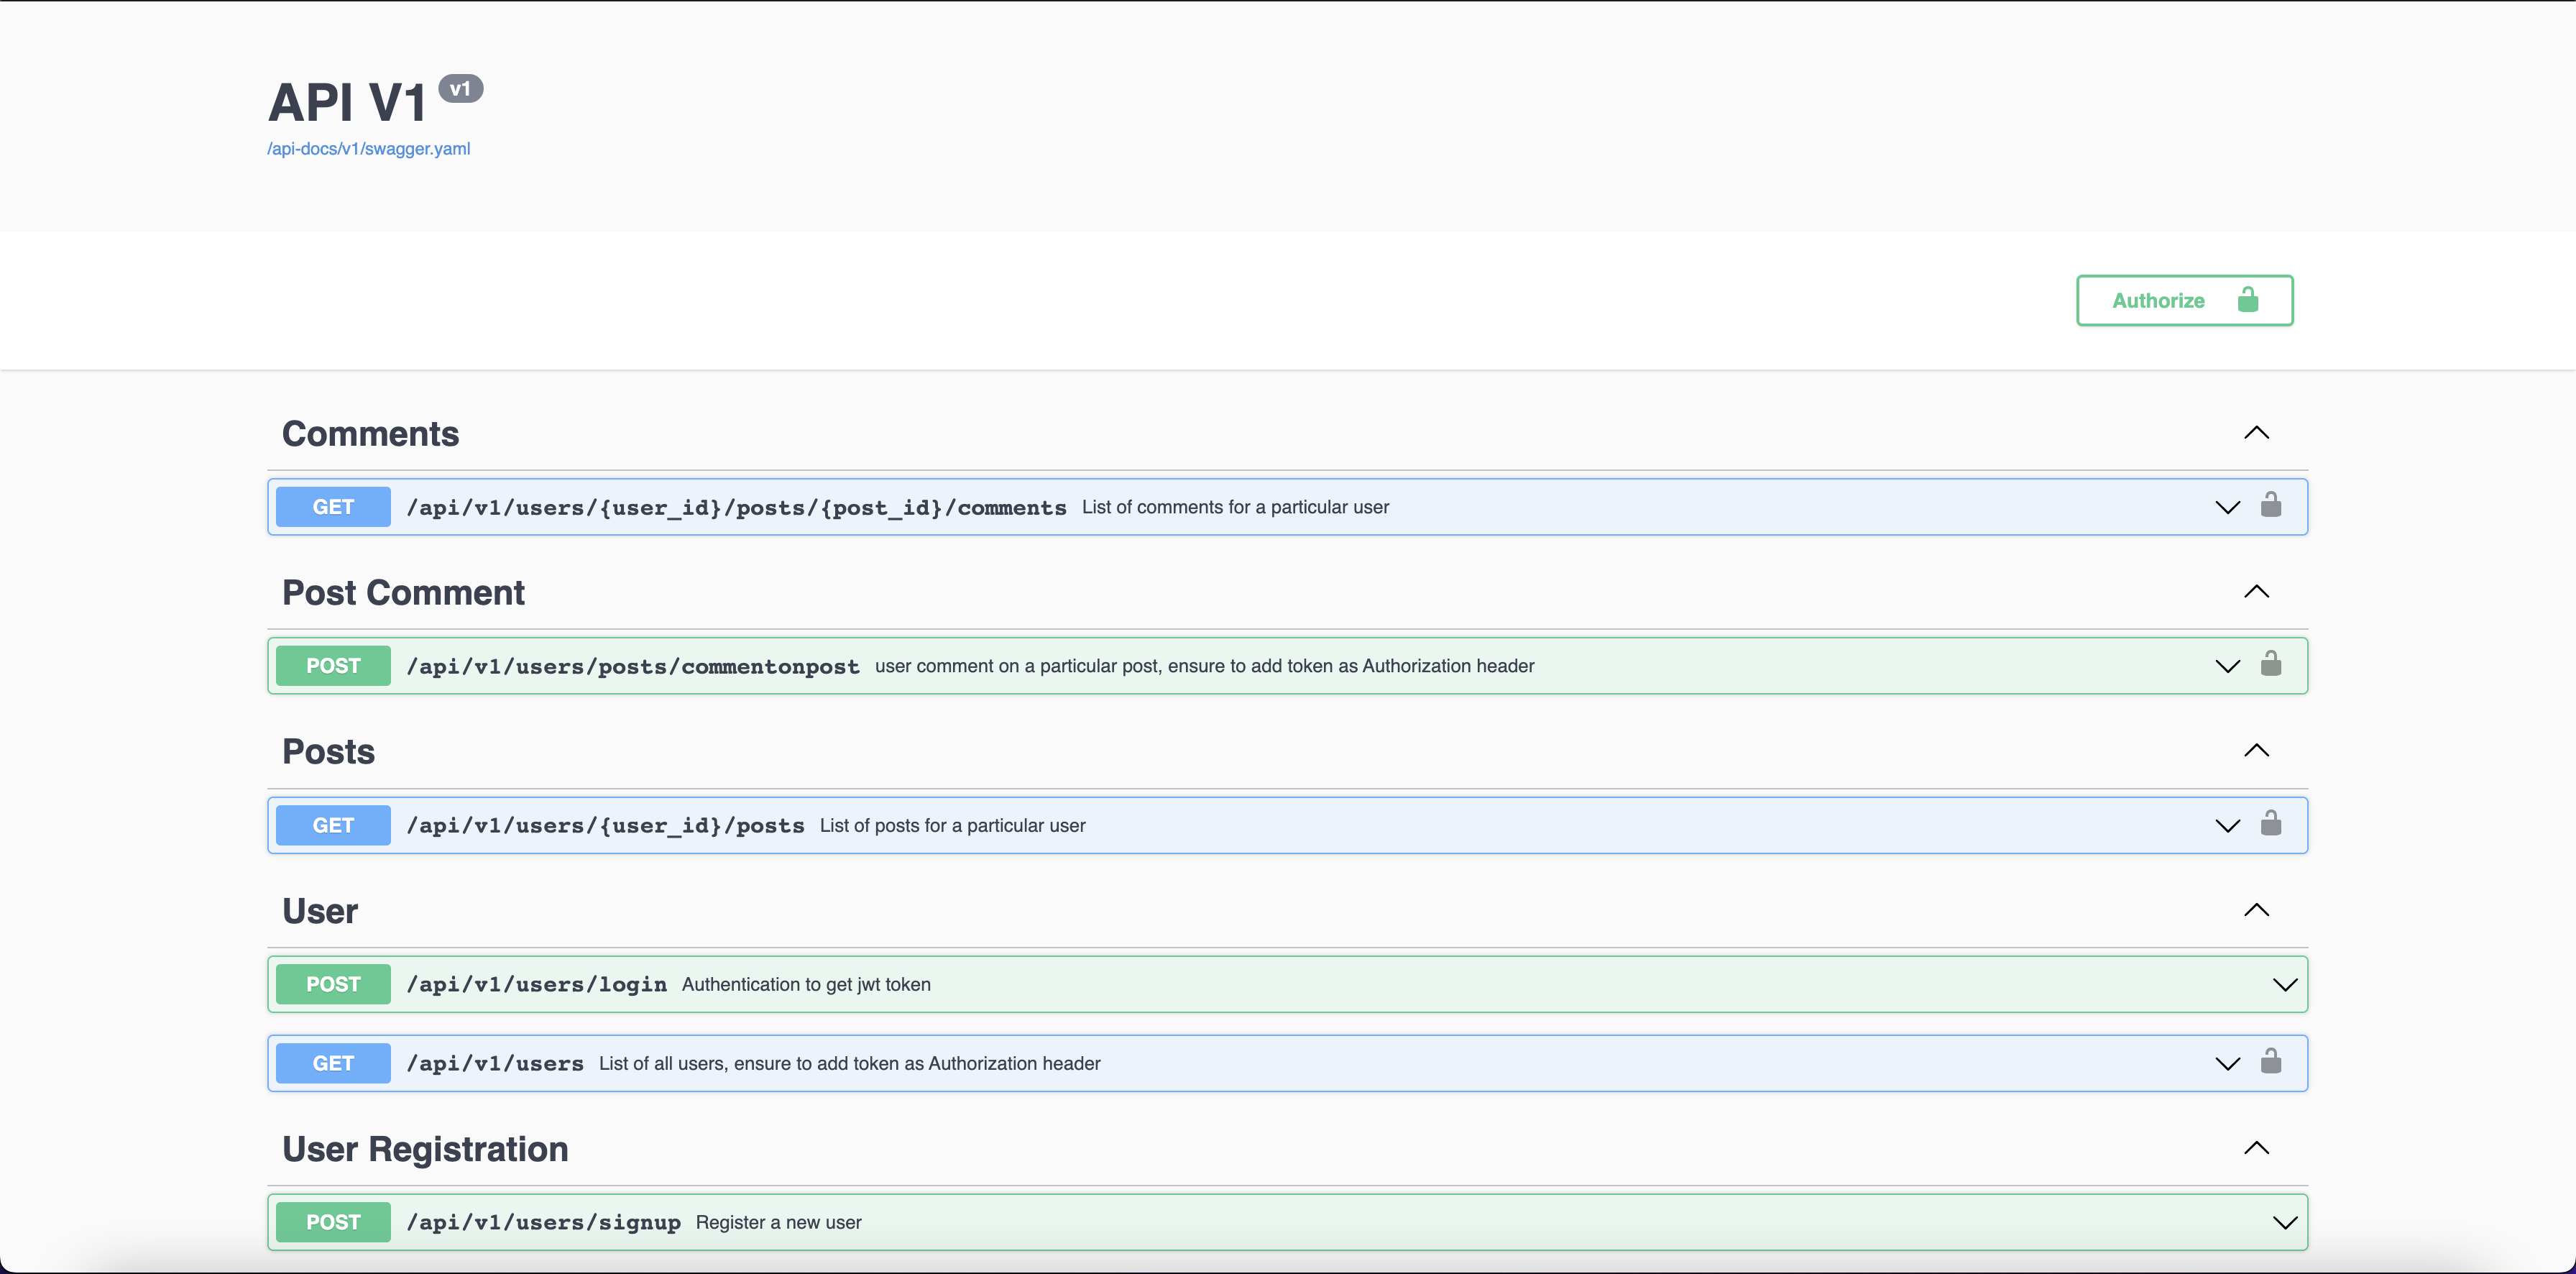 API V1 v1
/api-docs/v1/swagger.yaml
Authorize
Comments
GET /api/v1/users/{user_id}/posts/{post_id}/comments List of comments for a particular user
Post Comment
POST /api/v1/users/posts/commentonpost user comment on a particular post, ensure to add token as Authorization header
Posts
GET /api/v1/users/{user_id}/posts List of posts for a particular user
User
POST /api/v1/users/login Authentication to get jwt token
GET /api/v1/users List of all users, ensure to add token as Authorization header
User Registration
POST /api/v1/users/signup Register a new user